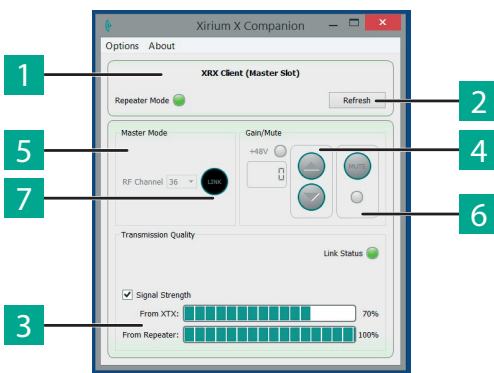 Xirium X Companion
Options About
1
XRX Client (Master Slot)
Repeater Mode
Refresh
2
Master Mode
Gain/Mute
5
+48V
MUTE
4
0
RF Channel 36
LINK
7
6
Transmission Quality
Link Status
Signal Strength
From XTX: 70%
3
From Repeater: 100%